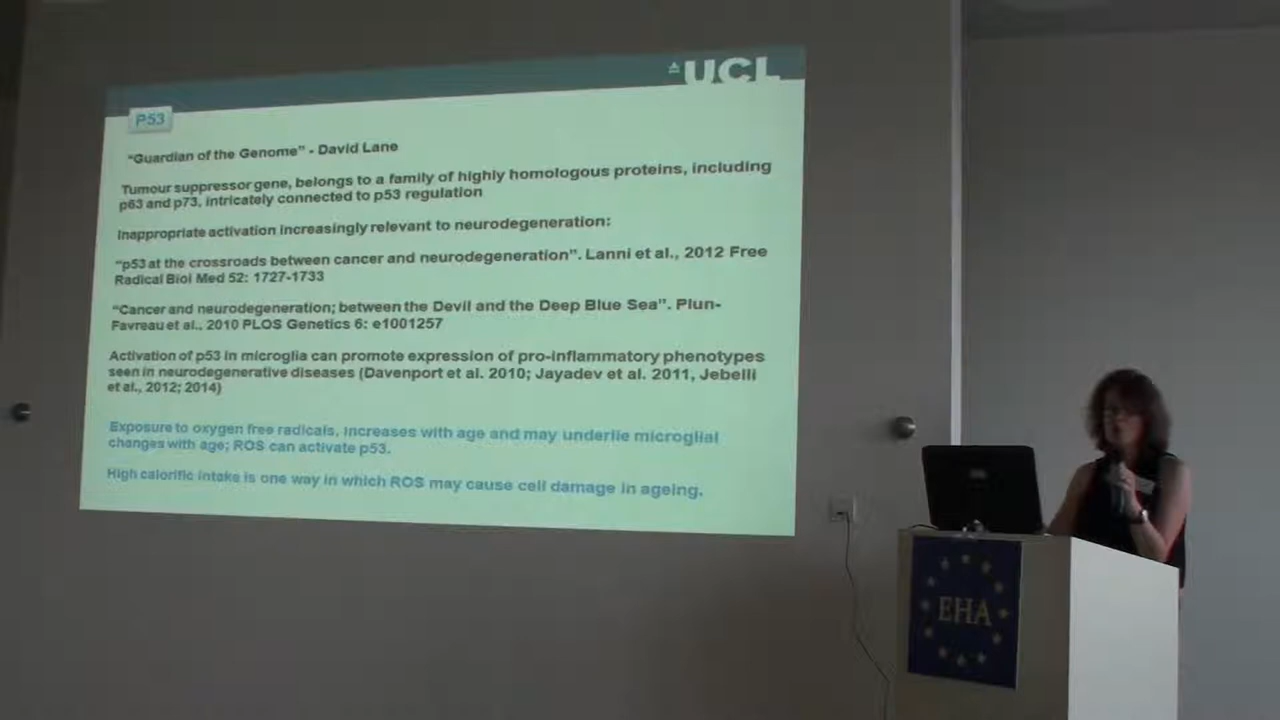 UCL
P53
“Guardian of the Genome” - David Lane
Tumour suppressor gene, belongs to a family of highly homologous proteins, including
p63 and p73, intricately connected to p53 regulation
Inappropriate activation increasingly relevant to neurodegeneration:
“p53 at the crossroads between cancer and neurodegeneration”. Lanni et al., 2012 Free
Radical Biol Med 52: 1727-1733
“Cancer and neurodegeneration; between the Devil and the Deep Blue Sea”. Plun-
Favreau et al., 2010 PLOS Genetics 6: e1001257
Activation of p53 in microglia can promote expression of pro-inflammatory phenotypes
seen in neurodegenerative diseases (Davenport et al. 2010; Jayadev et al. 2011, Jebelli
et al., 2012; 2014)
Exposure to oxygen free radicals, increases with age and may underlie microglial
changes with age; ROS can activate p53.
High calorific intake is one way in which ROS may cause cell damage in ageing.
EHA